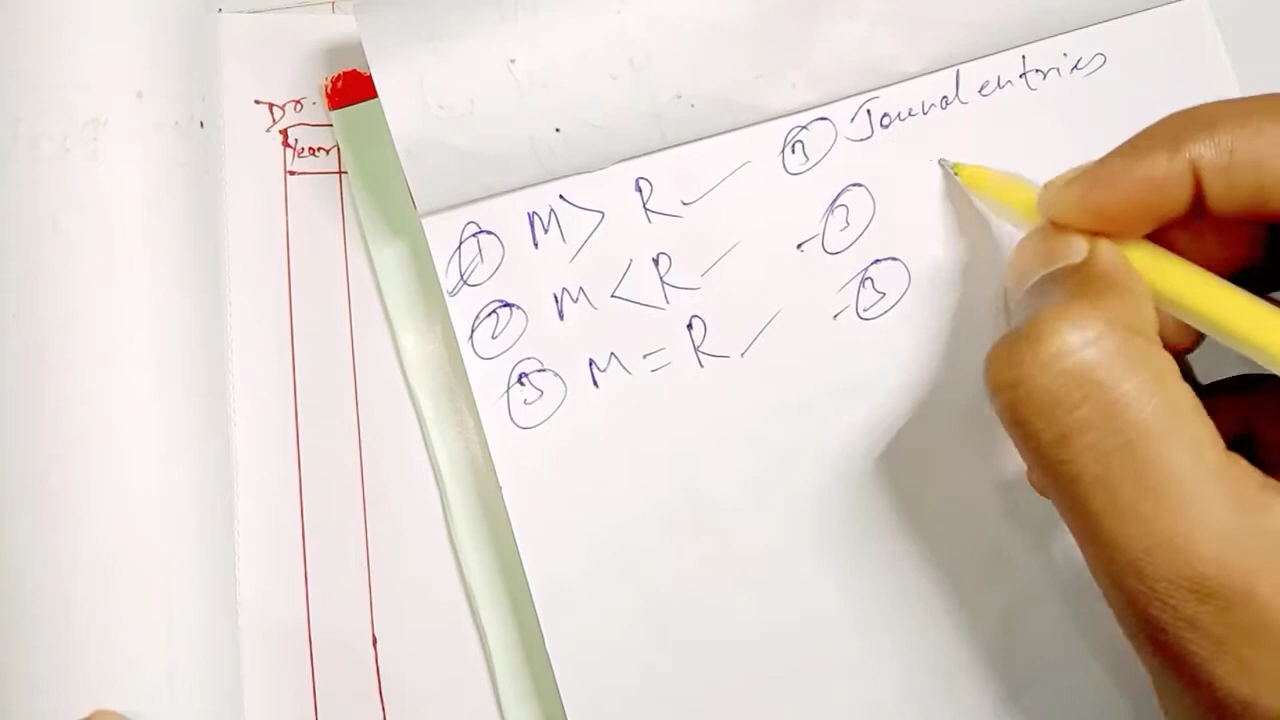 Dr.
Year
① M > R ③ Journal entries
② M < R - ③
③ M = R - ③